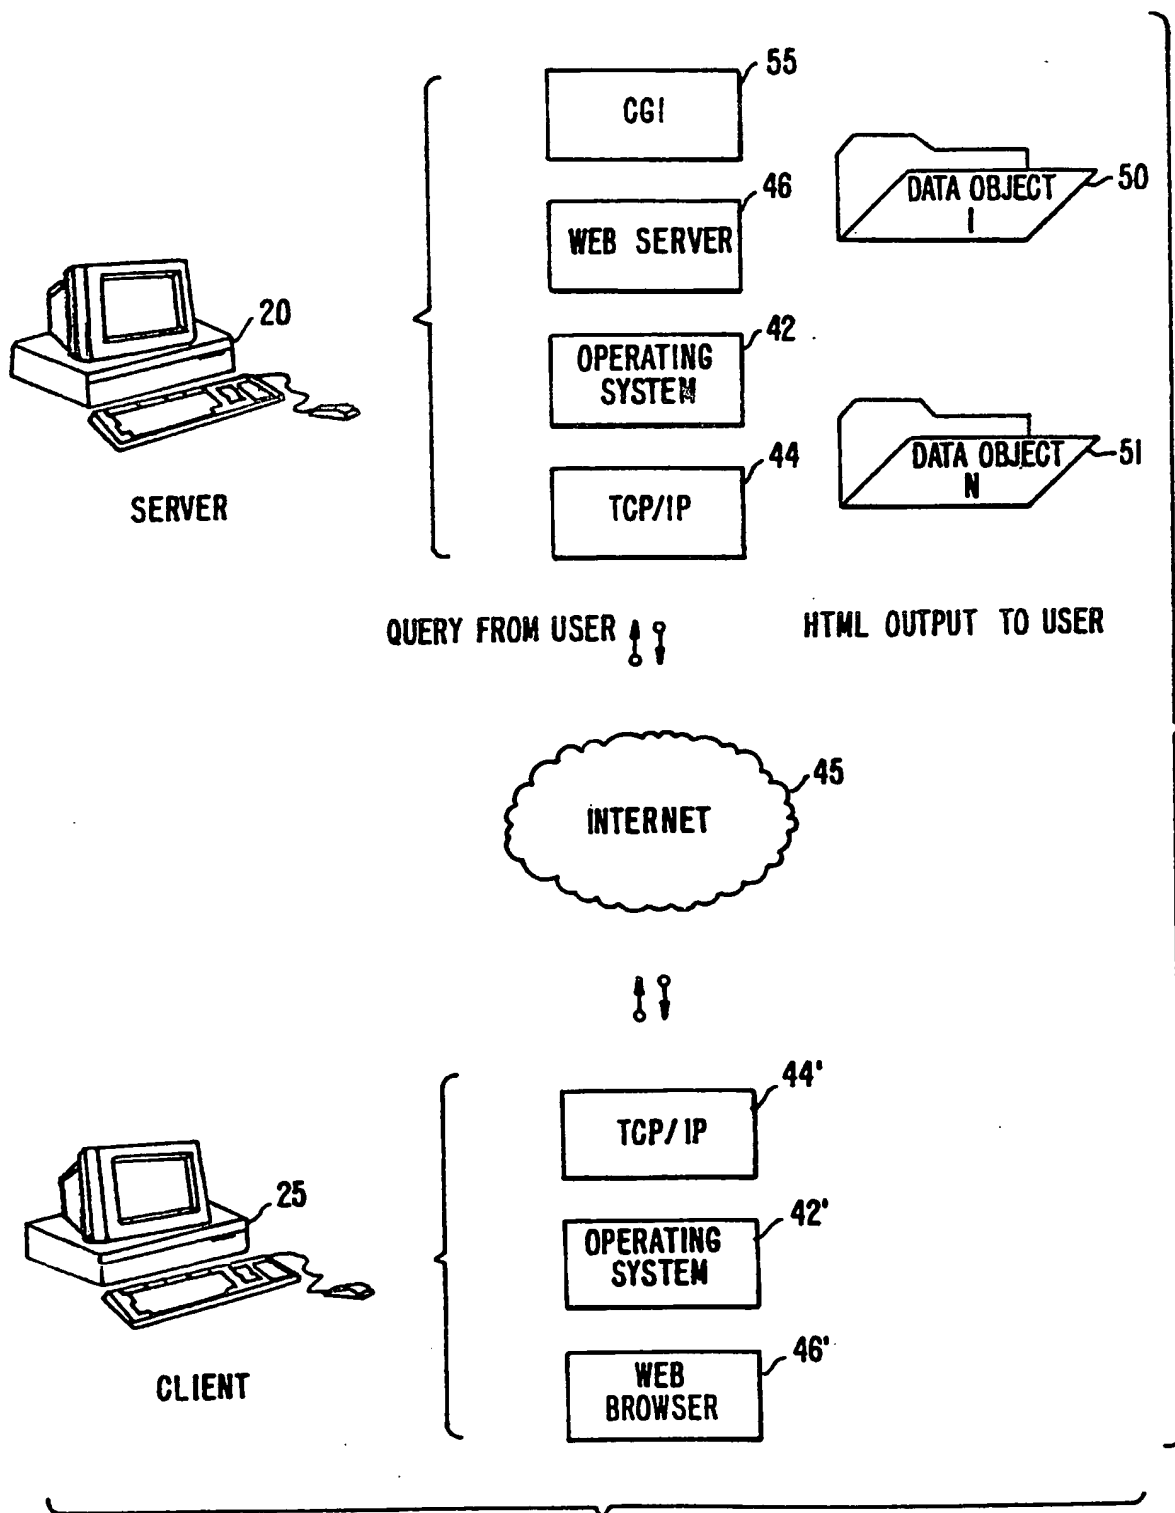 55
CGI
46
WEB SERVER
DATA OBJECT
1
50
20
42
OPERATING
SYSTEM
44
TCP/IP
DATA OBJECT
N
51
SERVER
QUERY FROM USER
HTML OUTPUT TO USER
45
INTERNET
44'
TCP/IP
25
42'
OPERATING
SYSTEM
46'
WEB
BROWSER
CLIENT